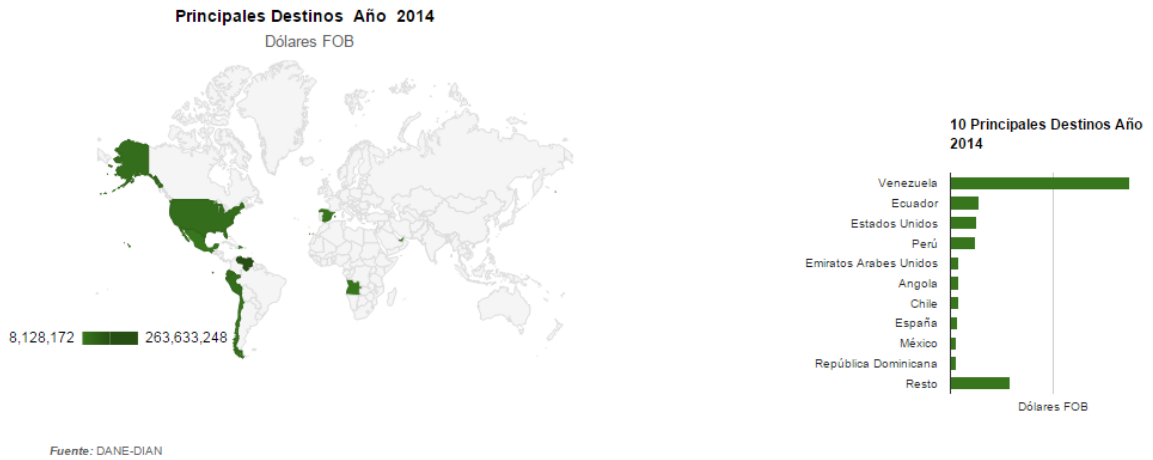 Principales Destinos  Año  2014
Dólares FOB
8,128,172
263,633,248
10 Principales Destinos Año
2014
Venezuela
Ecuador
Estados Unidos
Perú
Emiratos Arabes Unidos
Angola
Chile
España
México
República Dominicana
Resto
Dólares FOB
Fuente: DANE-DIAN